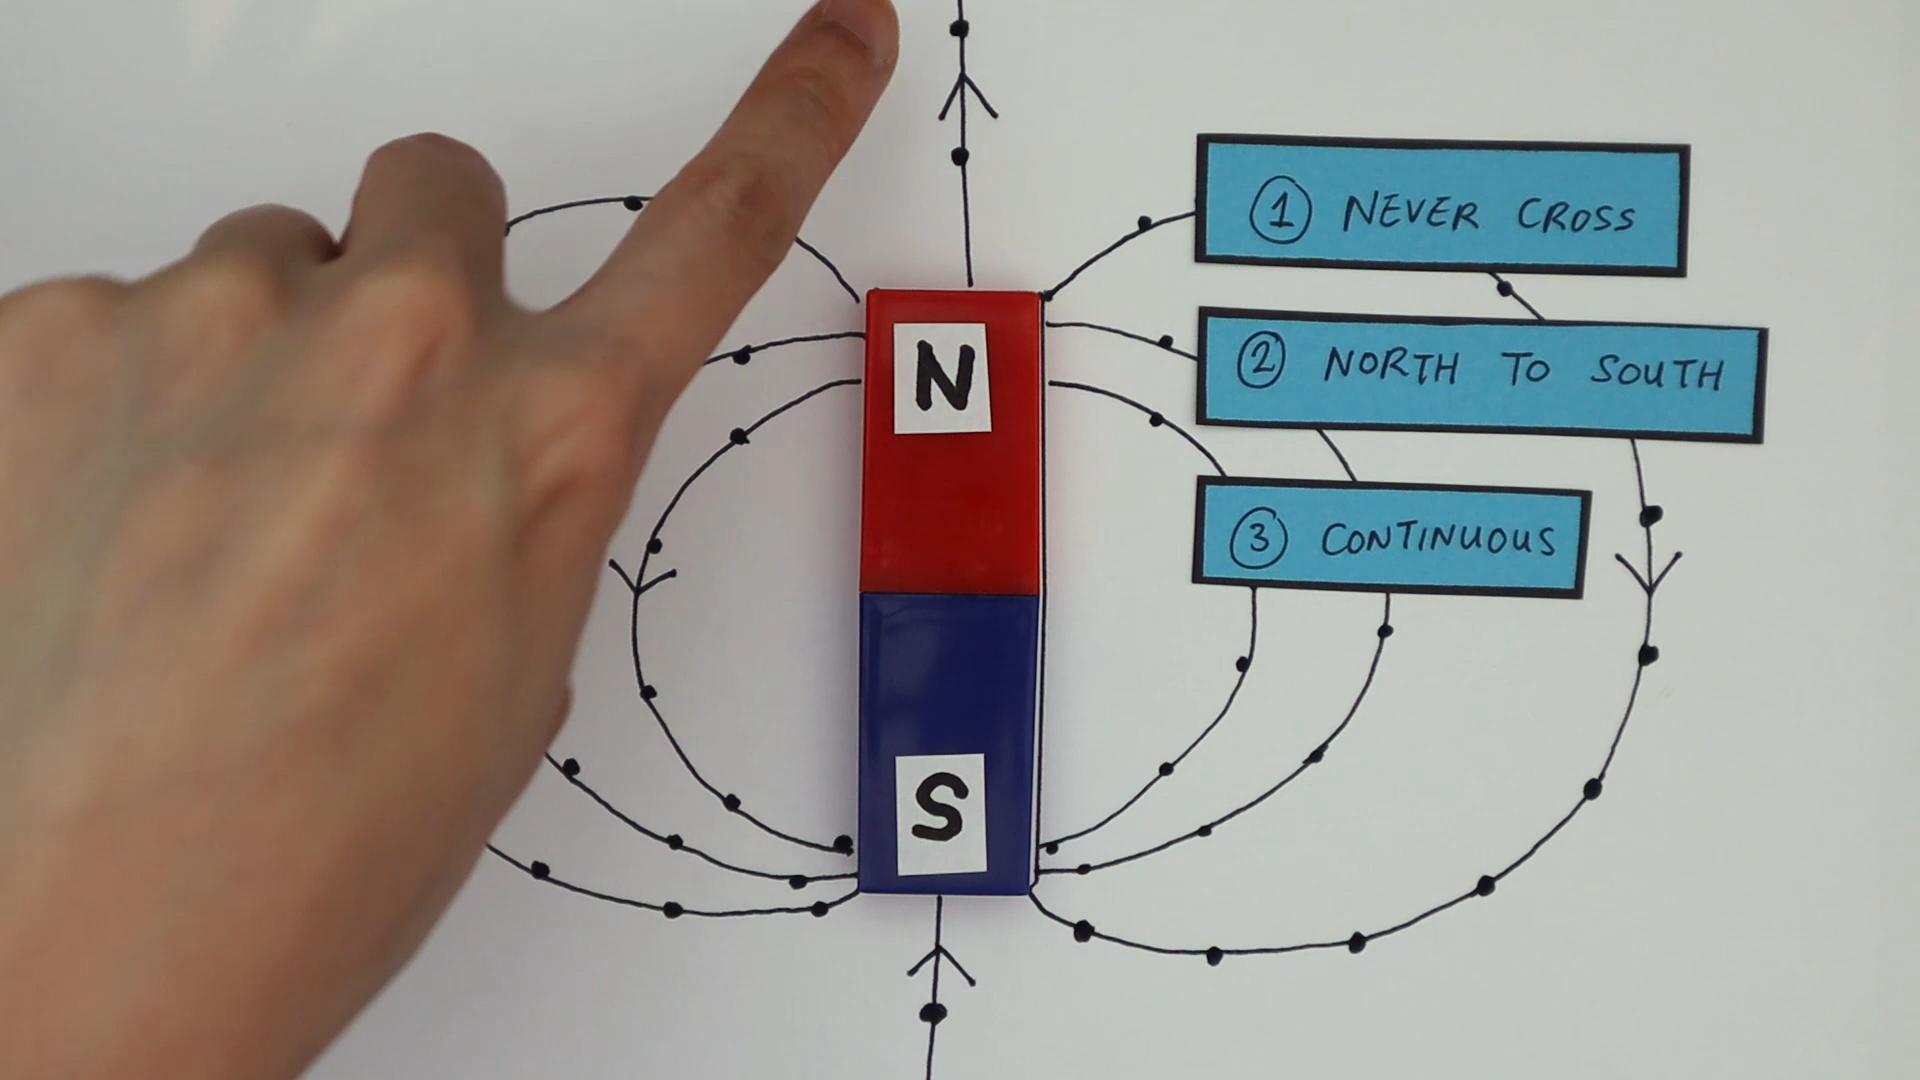 ① NEVER CROSS
N
② NORTH TO SOUTH
③ CONTINUOUS
S